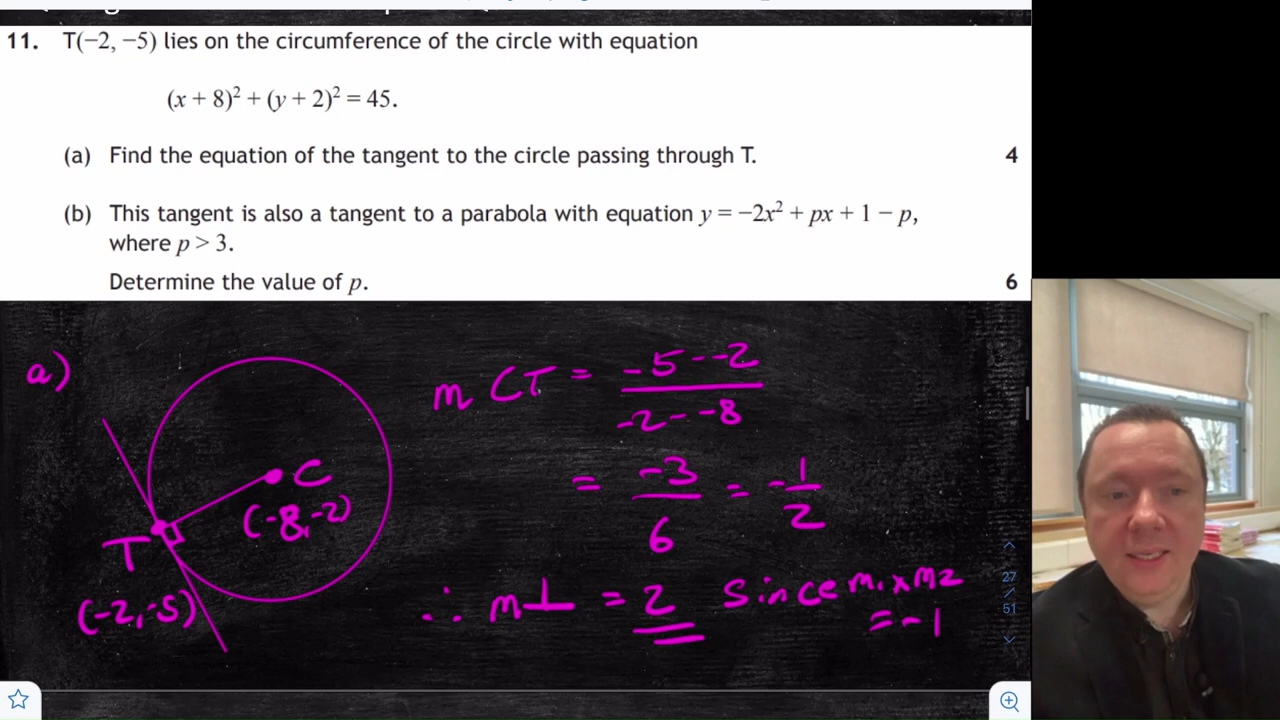 11. T(−2, −5) lies on the circumference of the circle with equation
(x + 8)² + (y + 2)² = 45.
(a) Find the equation of the tangent to the circle passing through T. 4
(b) This tangent is also a tangent to a parabola with equation y = −2x² + px + 1 − p,
where p > 3.
Determine the value of p. 6
a)
m CT = -5--2 / -2--8
= -3/6 = -1/2
C
(-8,-2)
T
(-2,-5)
∴ m⊥ = 2 since m₁×m₂
= -1
27
/
51